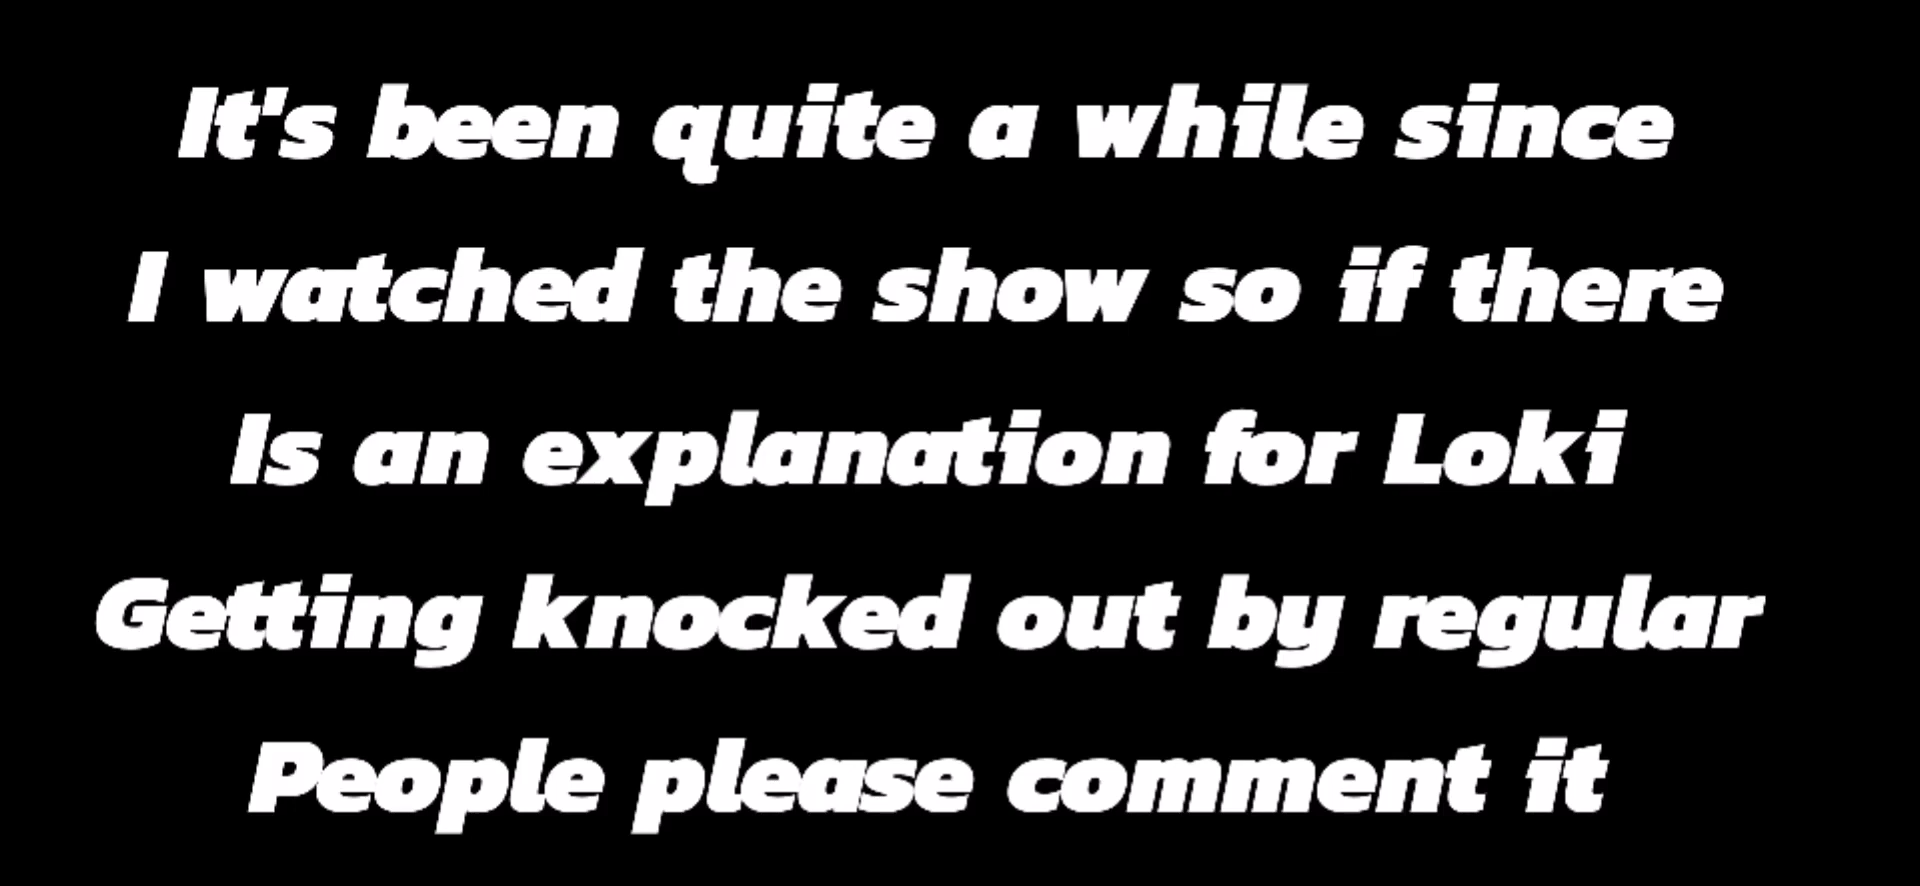 It's been quite a while since
I watched the show so if there
Is an explanation for Loki
Getting knocked out by regular
People please comment it